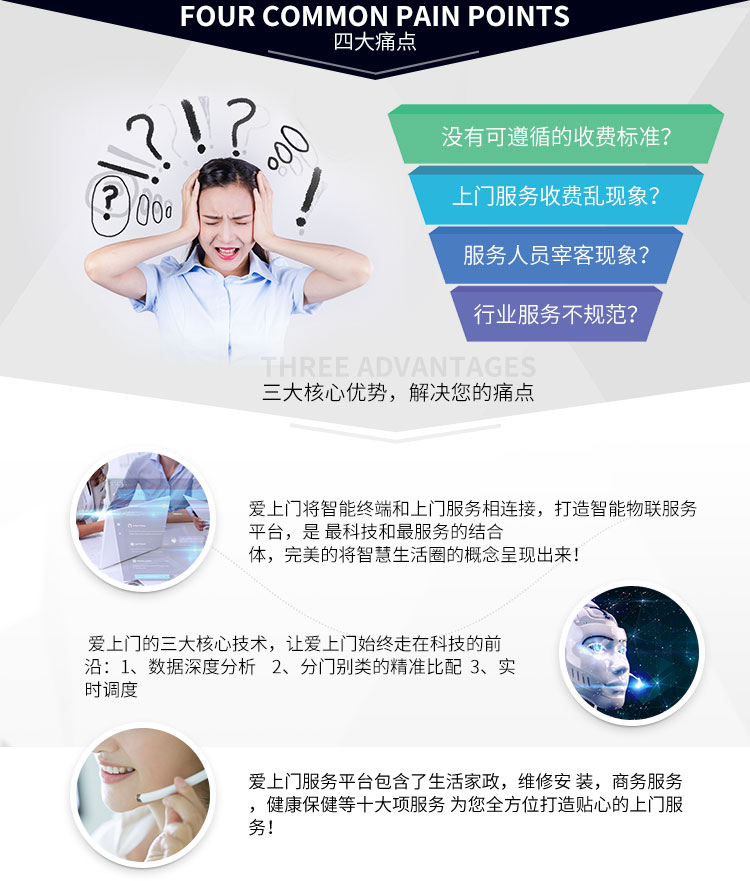 FOUR COMMON PAIN POINTS
四大痛点
没有可遵循的收费标准？
上门服务收费乱现象？
服务人员宰客现象？
行业服务不规范？
THREE ADVANTAGES
三大核心优势，解决您的痛点
爱上门将智能终端和上门服务相连接，打造智能物联服务
平台，是 最科技和最服务的结合
体，完美的将智慧生活圈的概念呈现出来！
爱上门的三大核心技术，让爱上门始终走在科技的前
沿：1、数据深度分析 2、分门别类的精准比配 3、实
时调度
爱上门服务平台包含了生活家政，维修安 装，商务服务
，健康保健等十大项服务 为您全方位打造贴心的上门服
务！